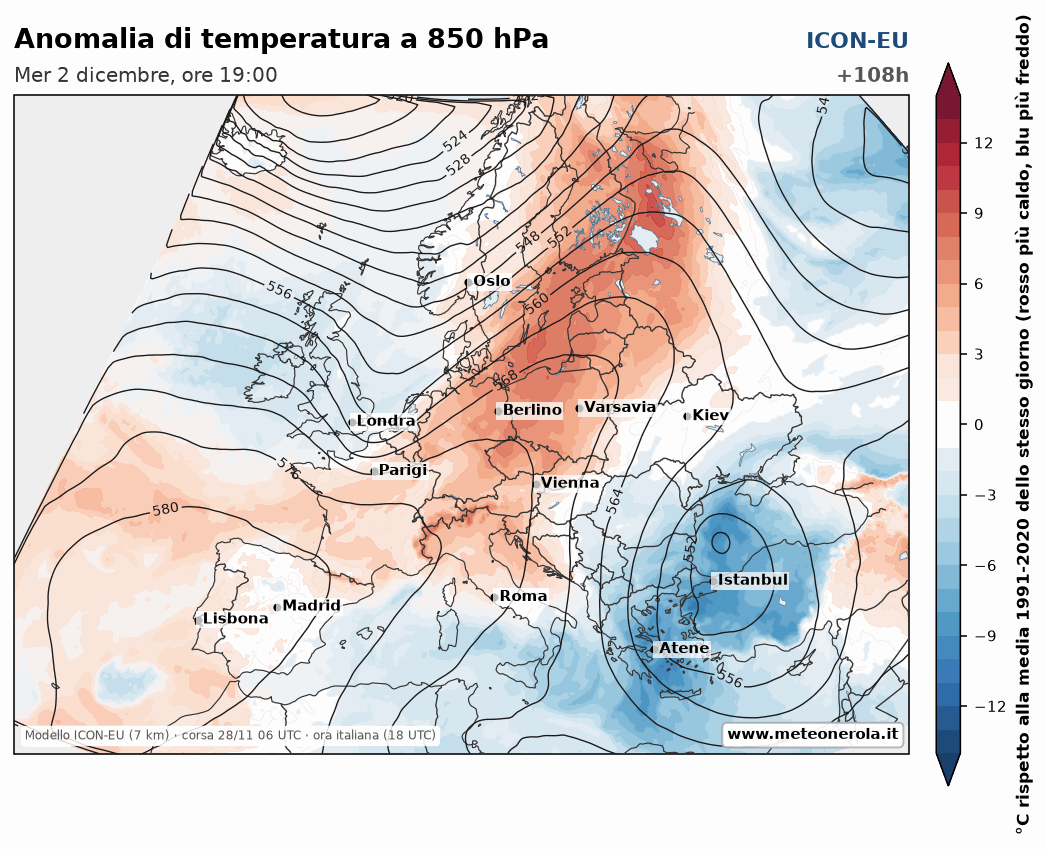 Anomalia di temperatura a 850 hPa
ICON-EU
Mer 2 dicembre, ore 19:00
+108h
524
528
54
548
552
556
560
568
Oslo
Londra
Berlino
Varsavia
Kiev
Parigi
Vienna
564
580
552
Istanbul
Madrid
Roma
Lisbona
Atene
556
Modello ICON-EU (7 km) · corsa 28/11 06 UTC · ora italiana (18 UTC)
www.meteonerola.it
12
9
6
3
0
−3
−6
−9
−12
°C rispetto alla media 1991-2020 dello stesso giorno (rosso più caldo, blu più freddo)